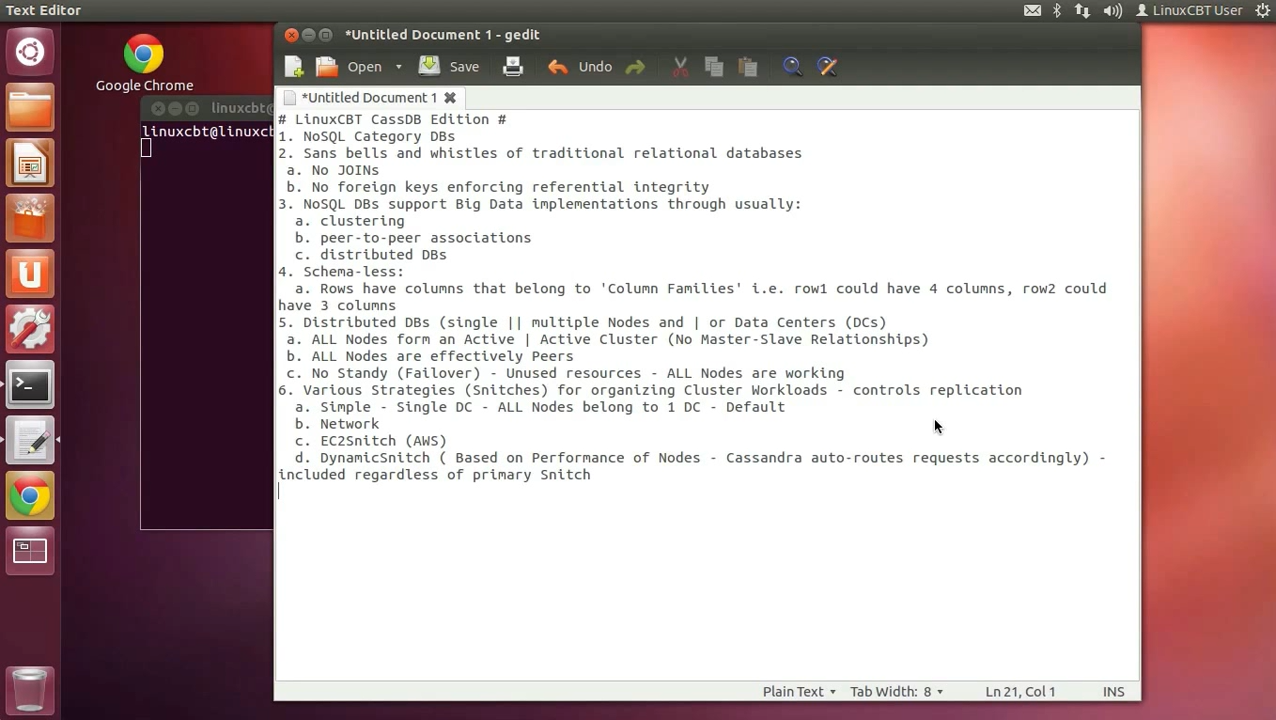 Text Editor
LinuxCBT User
*Untitled Document 1 - gedit
Google Chrome
Open
Save
Undo
*Untitled Document 1
linuxcbt@
linuxcbt@linuxcb
# LinuxCBT CassDB Edition #
1. NoSQL Category DBs
2. Sans bells and whistles of traditional relational databases
a. No JOINs
b. No foreign keys enforcing referential integrity
3. NoSQL DBs support Big Data implementations through usually:
a. clustering
b. peer-to-peer associations
c. distributed DBs
4. Schema-less:
a. Rows have columns that belong to 'Column Families' i.e. row1 could have 4 columns, row2 could
have 3 columns
5. Distributed DBs (single || multiple Nodes and | or Data Centers (DCs)
a. ALL Nodes form an Active | Active Cluster (No Master-Slave Relationships)
b. ALL Nodes are effectively Peers
c. No Standy (Failover) - Unused resources - ALL Nodes are working
6. Various Strategies (Snitches) for organizing Cluster Workloads - controls replication
a. Simple - Single DC - ALL Nodes belong to 1 DC - Default
b. Network
c. EC2Snitch (AWS)
d. DynamicSnitch ( Based on Performance of Nodes - Cassandra auto-routes requests accordingly) -
included regardless of primary Snitch
Plain Text
Tab Width: 8
Ln 21, Col 1
INS